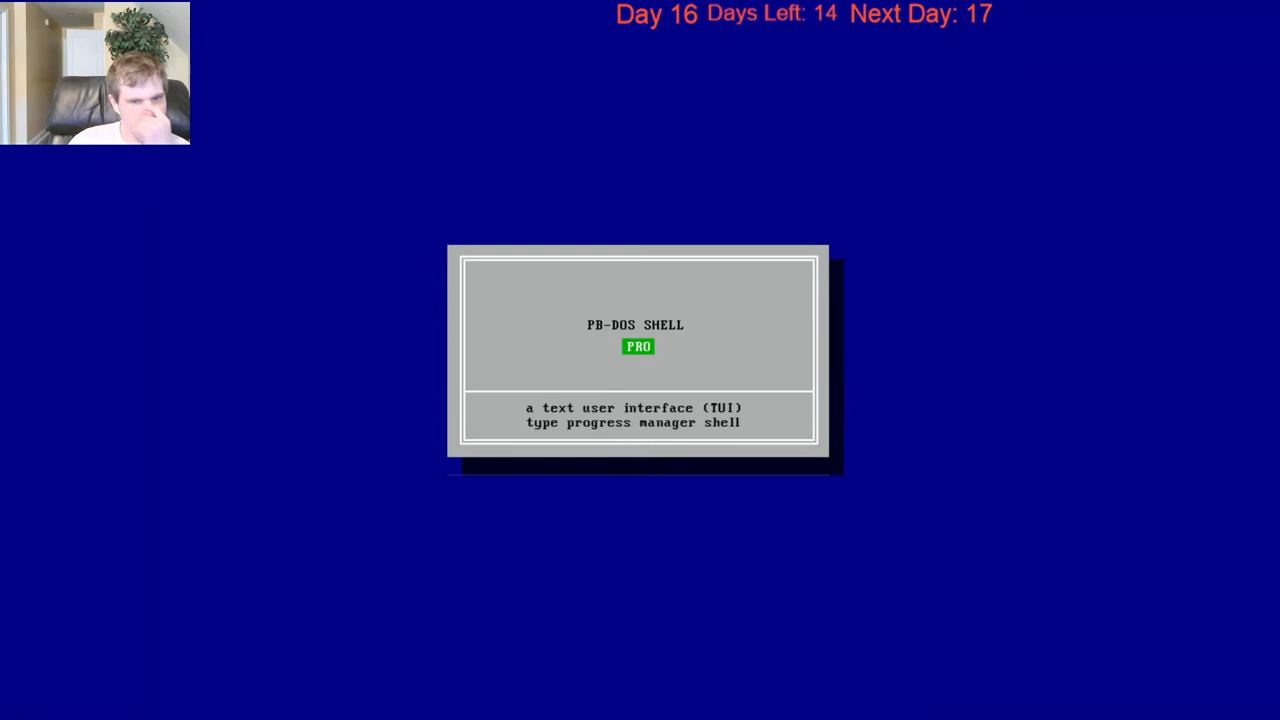 Day 16 Days Left: 14 Next Day: 17
PB-DOS SHELL
PRO
a text user interface (TUI)
type progress manager shell